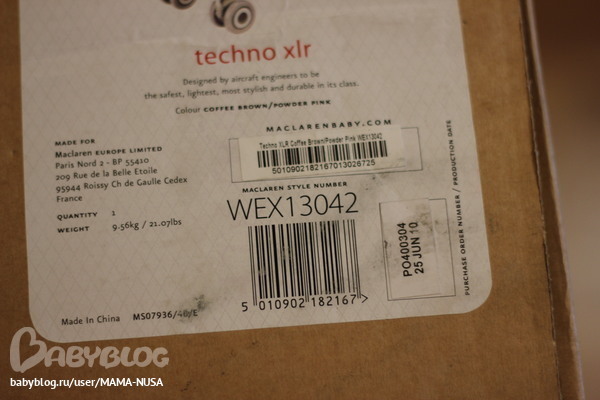 techno xlr
Designed by aircraft engineers to be
the safest, lightest, most stylish and durable in its class.
Colour COFFEE BROWN/POWDER PINK
MACLARENBABY.COM
Techno XLR Coffee Brown/Powder Pink WEX13042
5010902182167013026725
MADE FOR
Maclaren EUROPE LIMITED
Paris Nord 2 - BP 55410
209 Rue de la Belle Etoile
95944 Roissy Ch de Gaulle Cedex
France
QUANTITY 1
WEIGHT 9.56kg / 21.07lbs
MACLAREN STYLE NUMBER
WEX13042
5 010902 182167 >
PO400304
25 JUN 10
PURCHASE ORDER NUMBER / PRODUCTION DATE
Made In China MS07936/40/E
BABYBLOG
babyblog.ru/user/MAMA-NUSA